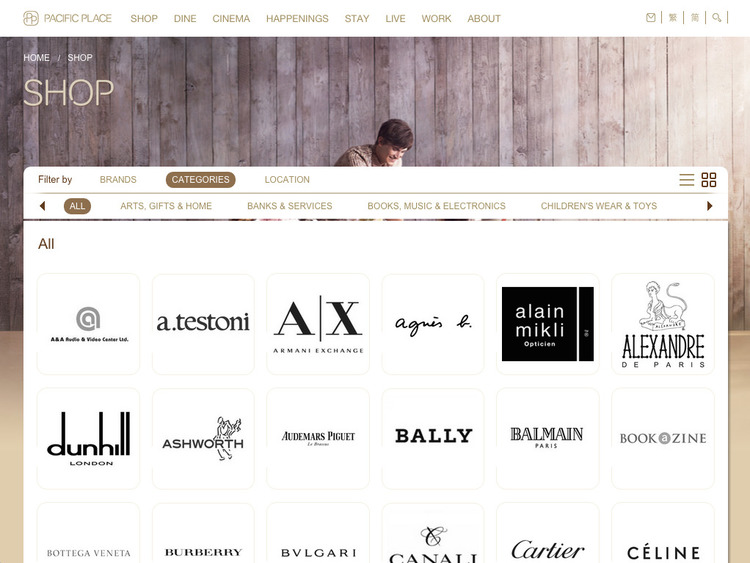 PACIFIC PLACE SHOP DINE CINEMA HAPPENINGS STAY LIVE WORK ABOUT 繁 简
HOME / SHOP
SHOP
Filter by BRANDS CATEGORIES LOCATION
ALL ARTS, GIFTS & HOME BANKS & SERVICES BOOKS, MUSIC & ELECTRONICS CHILDREN'S WEAR & TOYS
All
A&A Audio & Video Center Ltd.
a.testoni
A|X
ARMANI EXCHANGE
agnès b.
alain
mikli
Opticien
ALEXANDRE
DE PARIS
dunhill
LONDON
ASHWORTH
AUDEMARS PIGUET
Le Brassus
BALLY
BALMAIN
PARIS
BOOKaZINE
BOTTEGA VENETA
BURBERRY
BVLGARI
CANALI
Cartier
CÉLINE